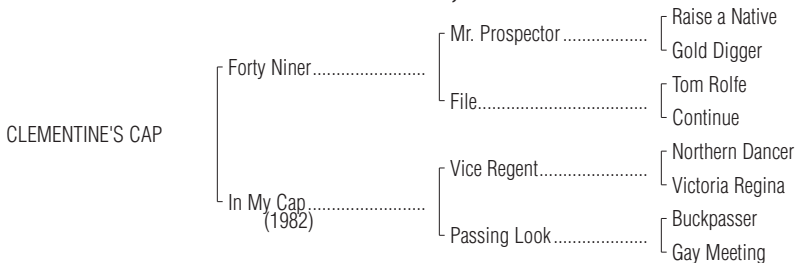 Raise a Native
Mr. Prospector
Gold Digger
Forty Niner
Tom Rolfe
File
Continue
CLEMENTINE'S CAP
Northern Dancer
Vice Regent
Victoria Regina
In My Cap
(1982)
Buckpasser
Passing Look
Gay Meeting